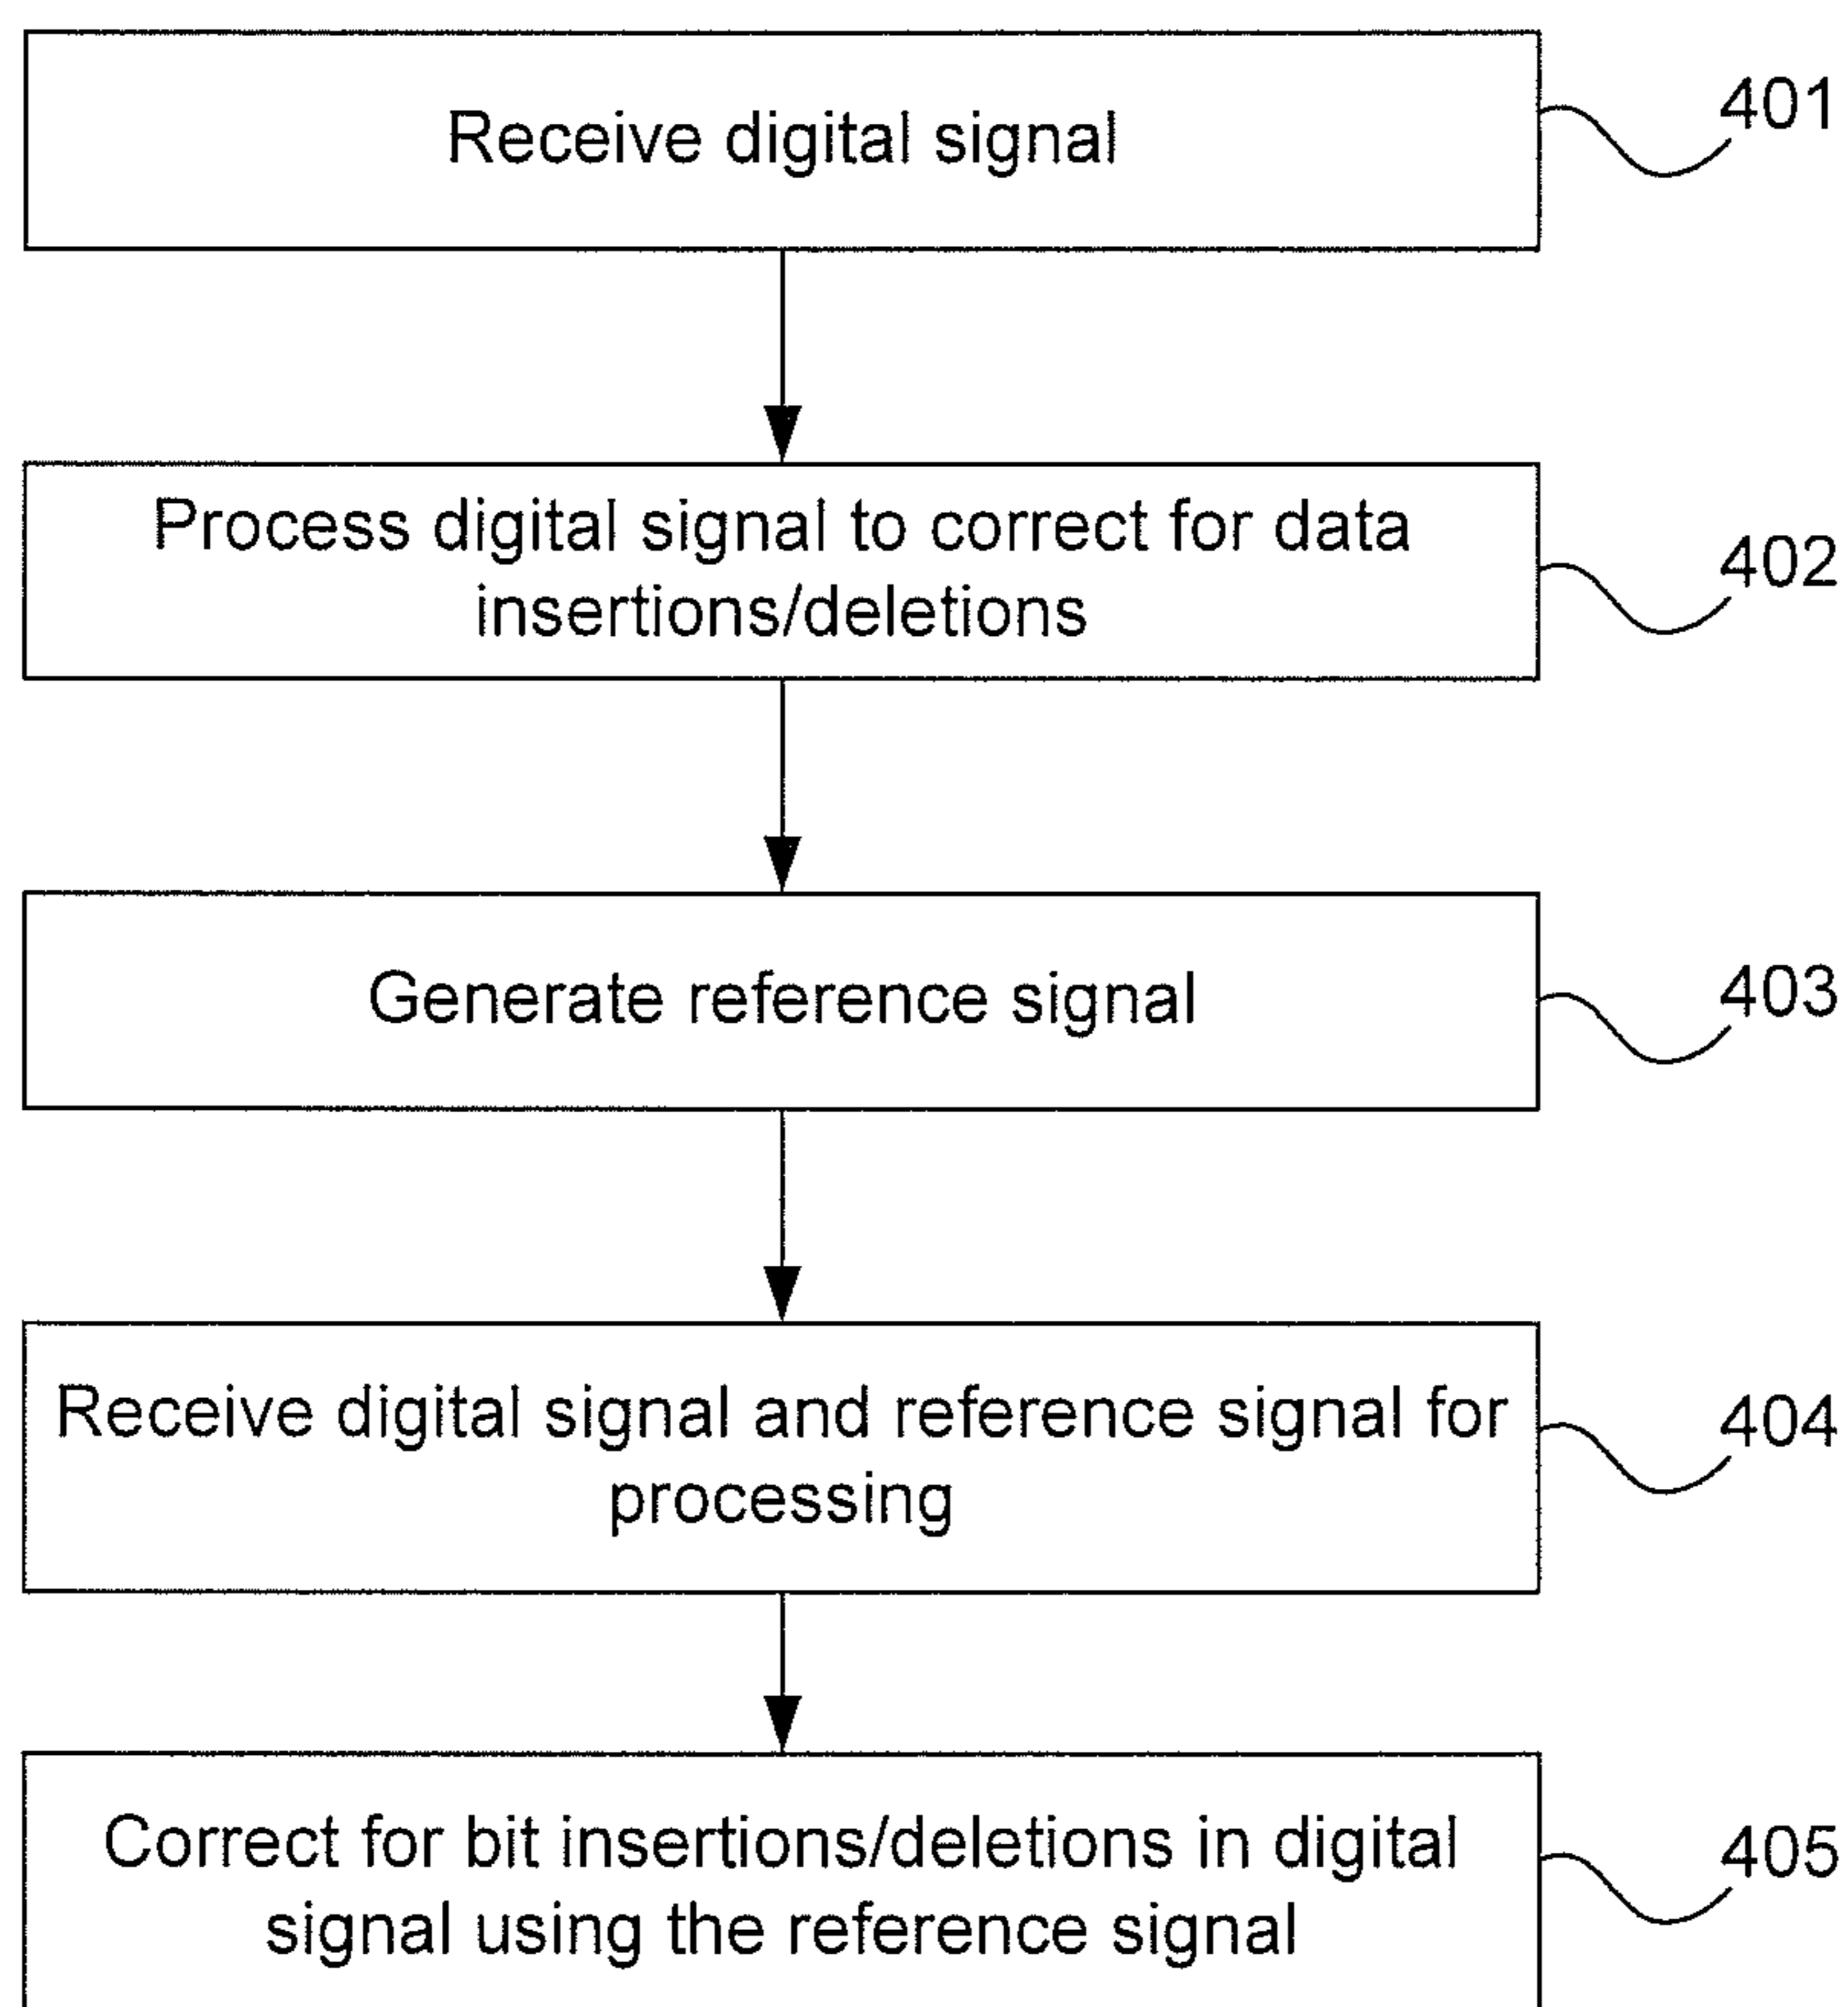 Receive digital signal
401
Process digital signal to correct for data
insertions/deletions
402
Generate reference signal
403
Receive digital signal and reference signal for
processing
404
Correct for bit insertions/deletions in digital
signal using the reference signal
405